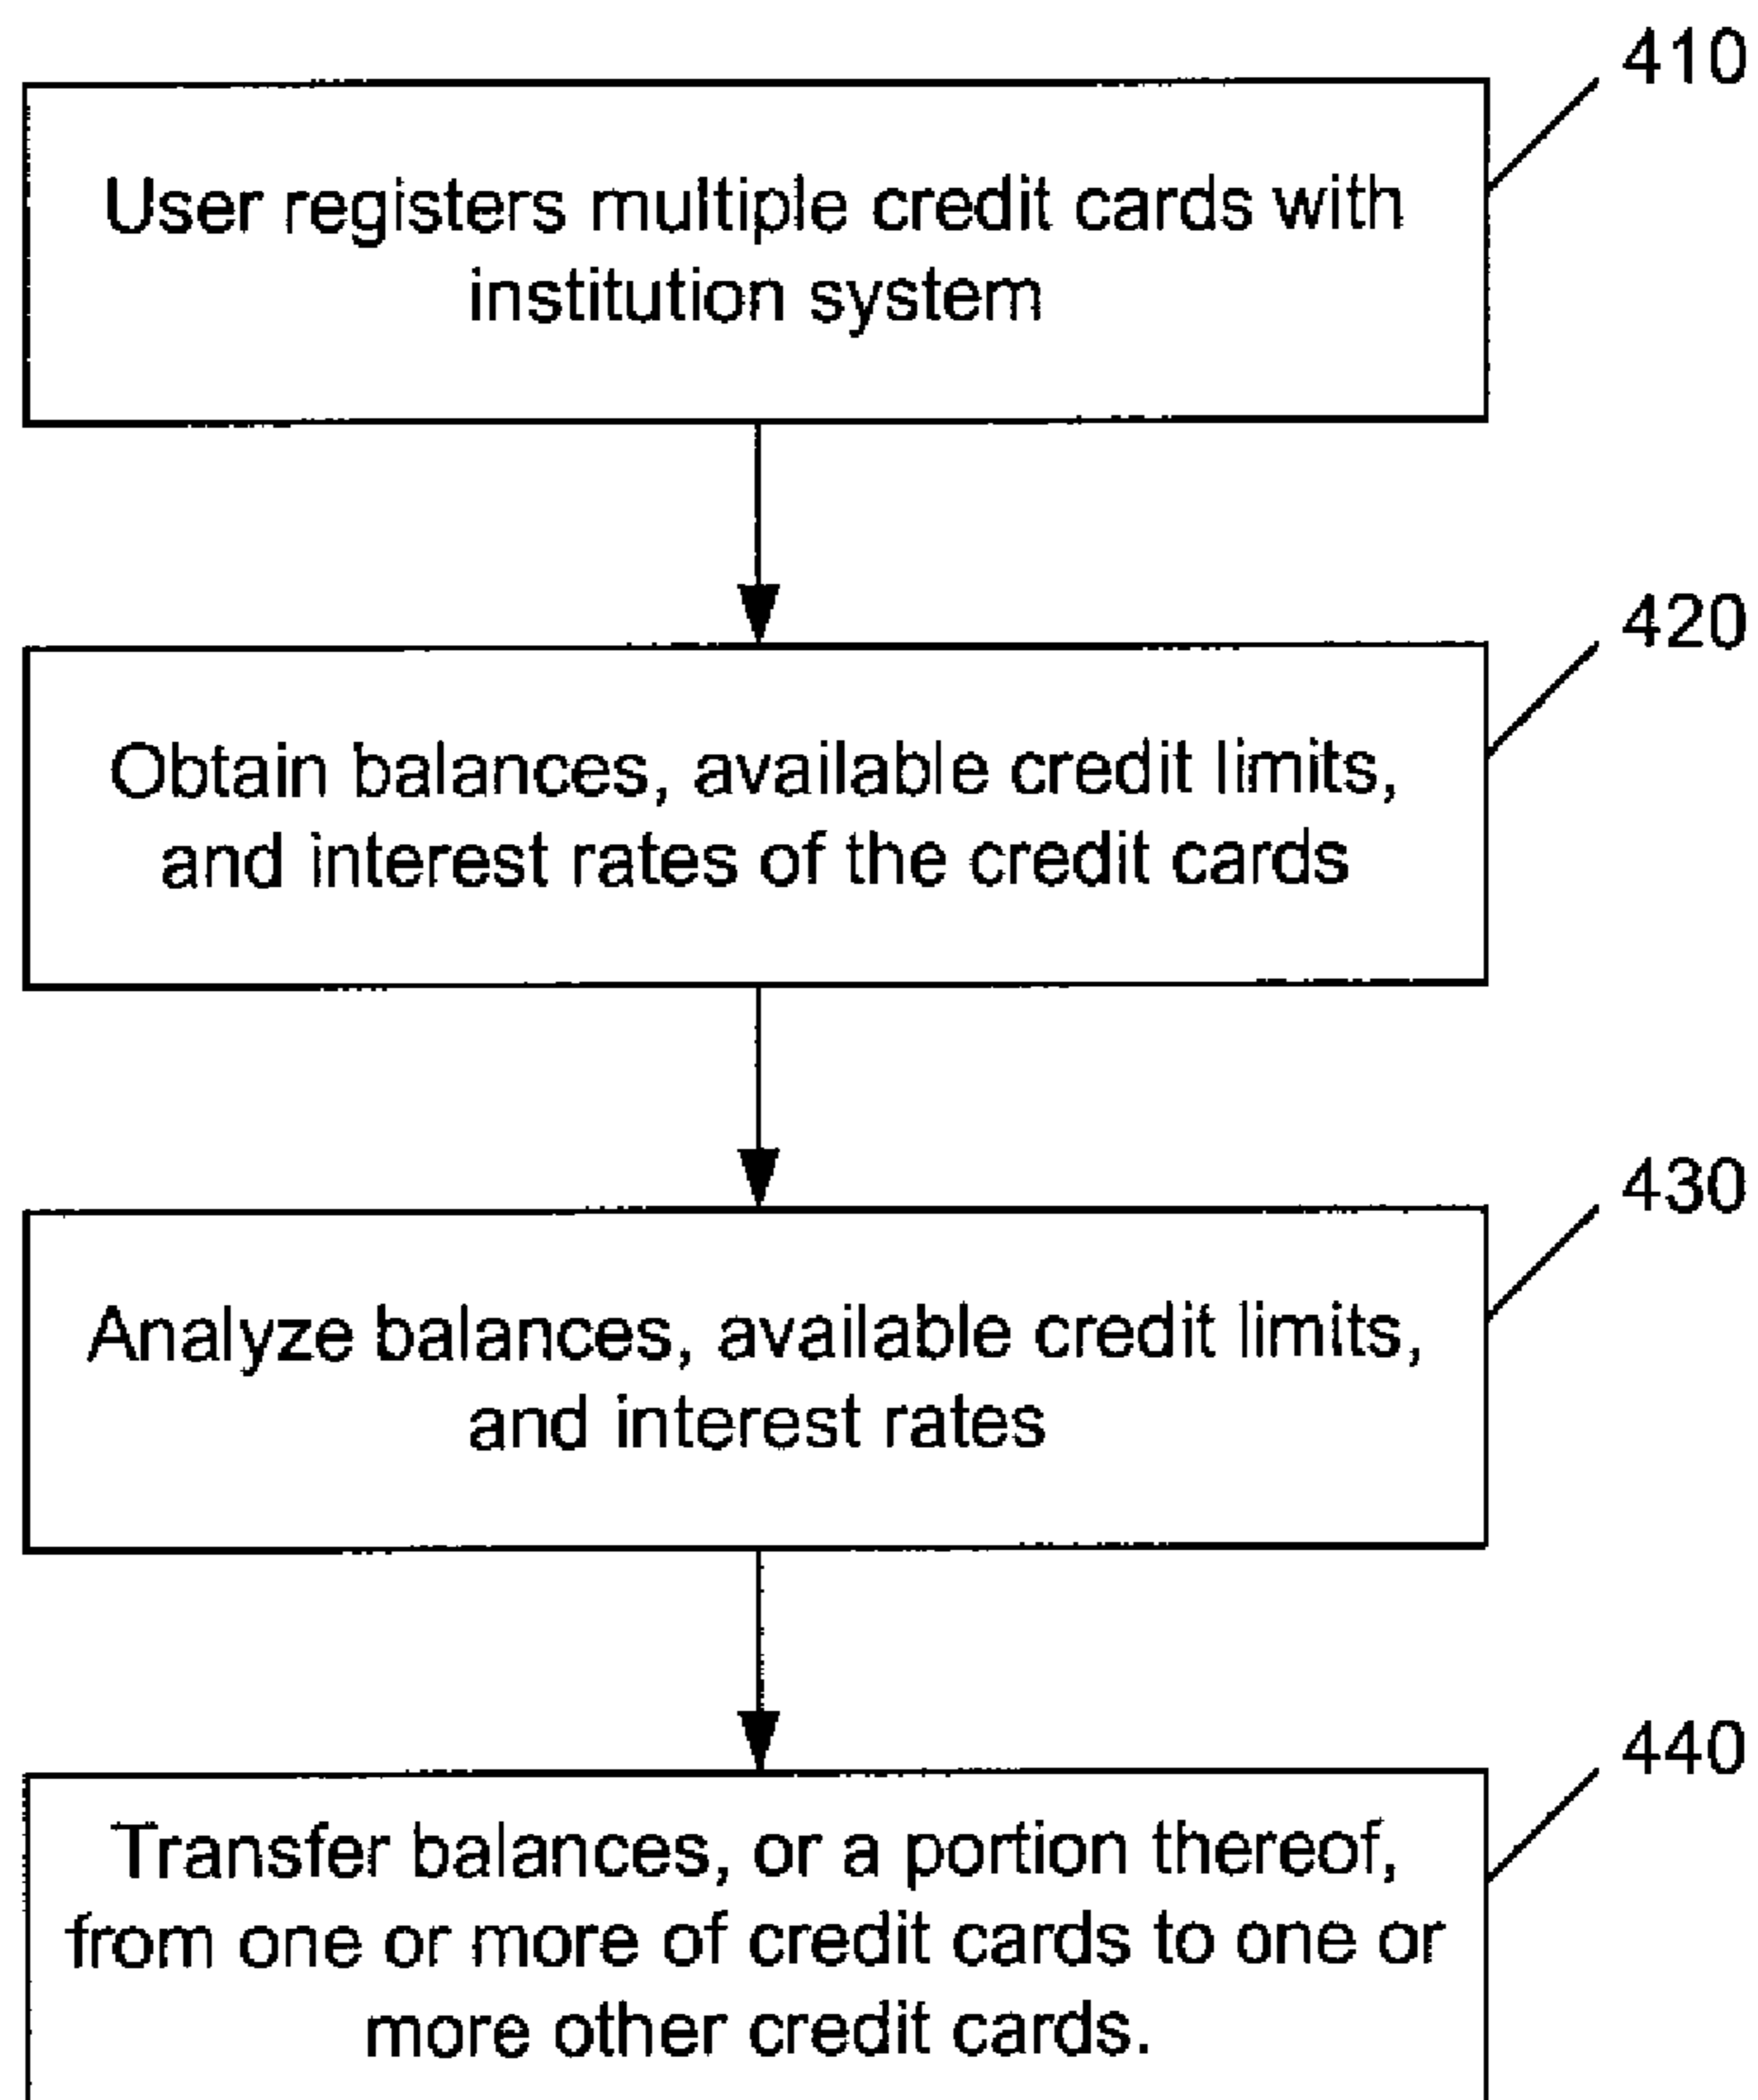 410
User registers multiple credit cards with
institution system
420
Obtain balances, available credit limits,
and interest rates of the credit cards
430
Analyze balances, available credit limits,
and interest rates
440
Transfer balances, or a portion thereof,
from one or more of credit cards to one or
more other credit cards.